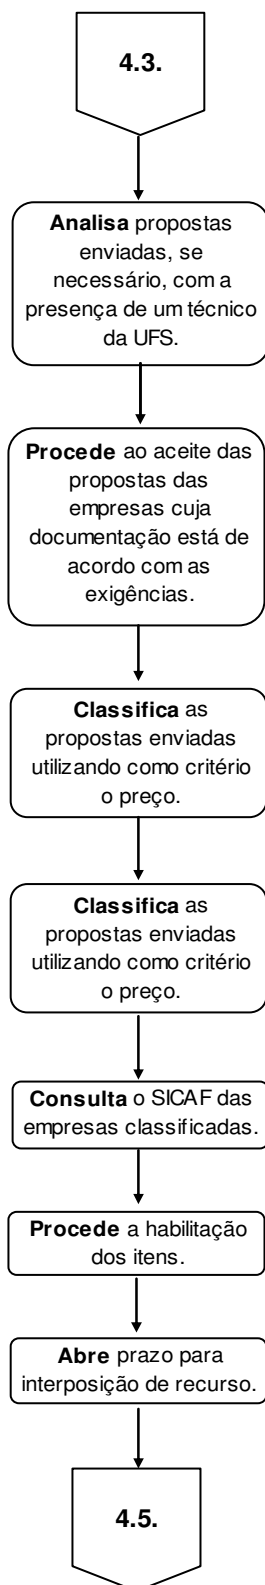 4.3.
Analisa propostas
enviadas, se
necessário, com a
presença de um técnico
da UFS.
Procede ao aceite das
propostas das
empresas cuja
documentação está de
acordo com as
exigências.
Classifica as
propostas enviadas
utilizando como critério
o preço.
Classifica as
propostas enviadas
utilizando como critério
o preço.
Consulta o SICAF das
empresas classificadas.
Procede a habilitação
dos itens.
Abre prazo para
interposição de recurso.
4.5.